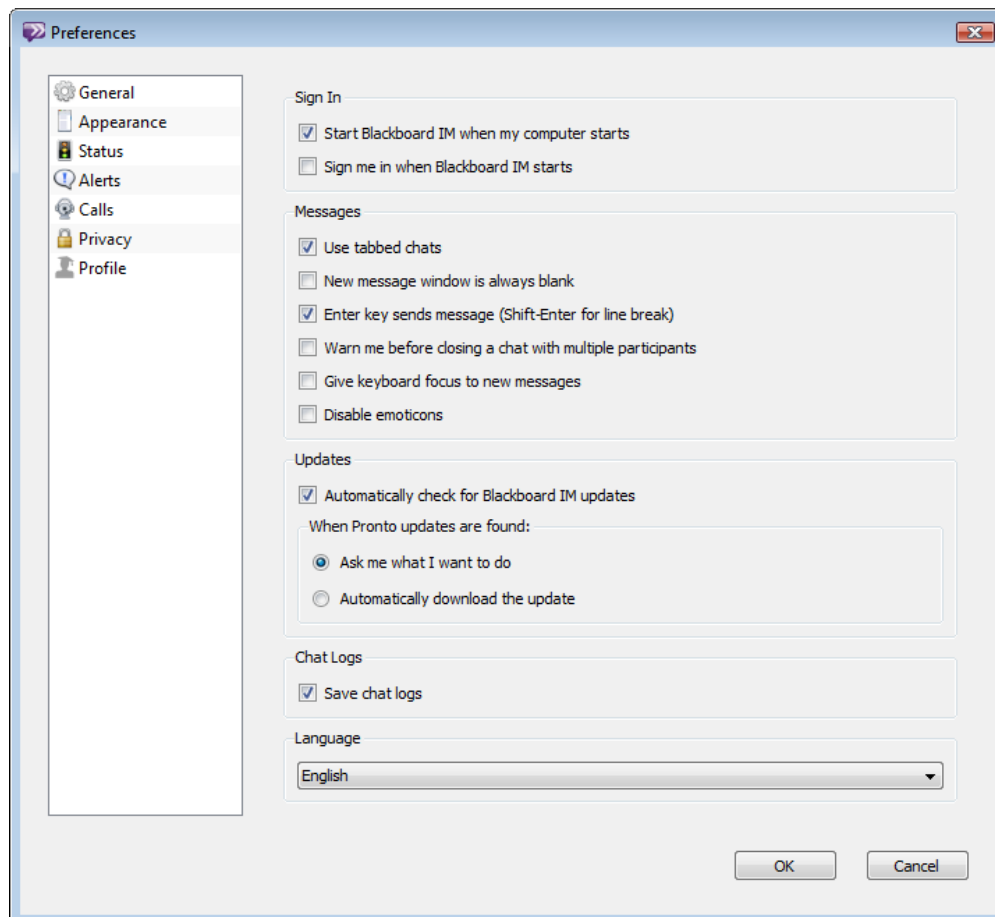 Preferences
General
Appearance
Status
Alerts
Calls
Privacy
Profile
Sign In
Start Blackboard IM when my computer starts
Sign me in when Blackboard IM starts
Messages
Use tabbed chats
New message window is always blank
Enter key sends message (Shift-Enter for line break)
Warn me before closing a chat with multiple participants
Give keyboard focus to new messages
Disable emoticons
Updates
Automatically check for Blackboard IM updates
When Pronto updates are found:
Ask me what I want to do
Automatically download the update
Chat Logs
Save chat logs
Language
English
OK
Cancel